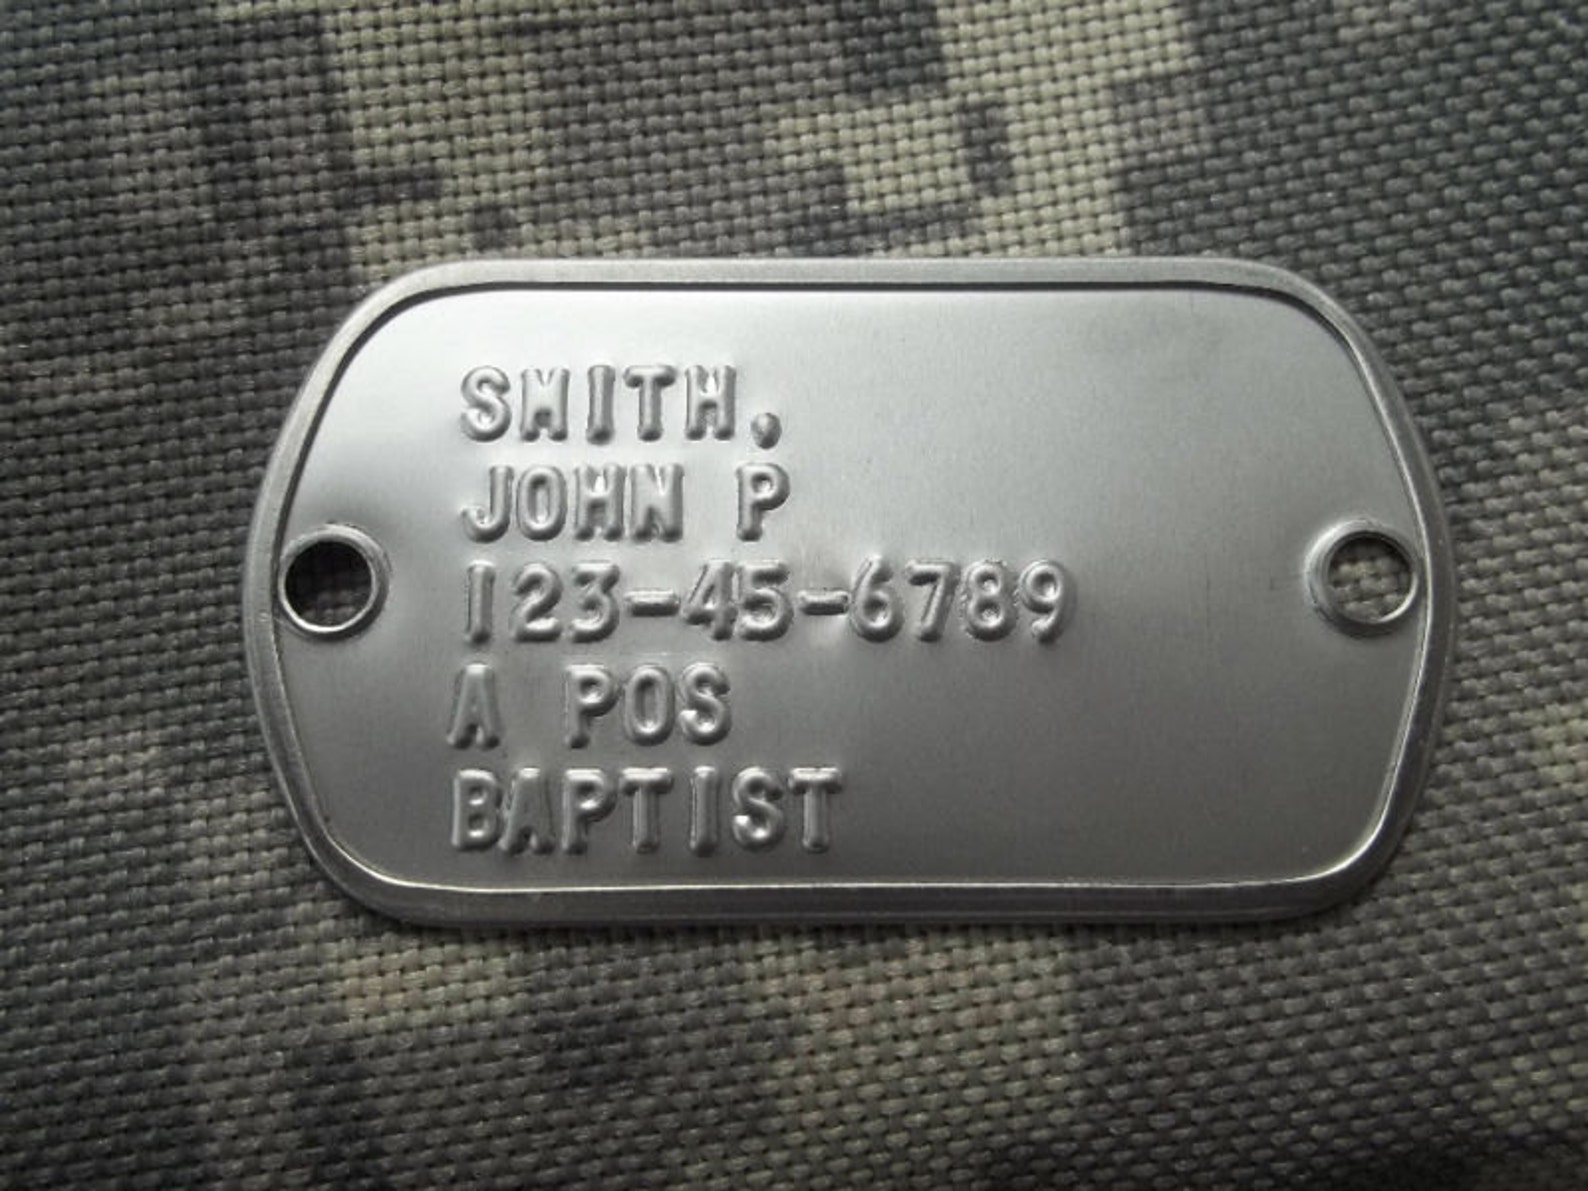 SMITH,
JOHN P
123-45-6789
A POS
BAPTIST